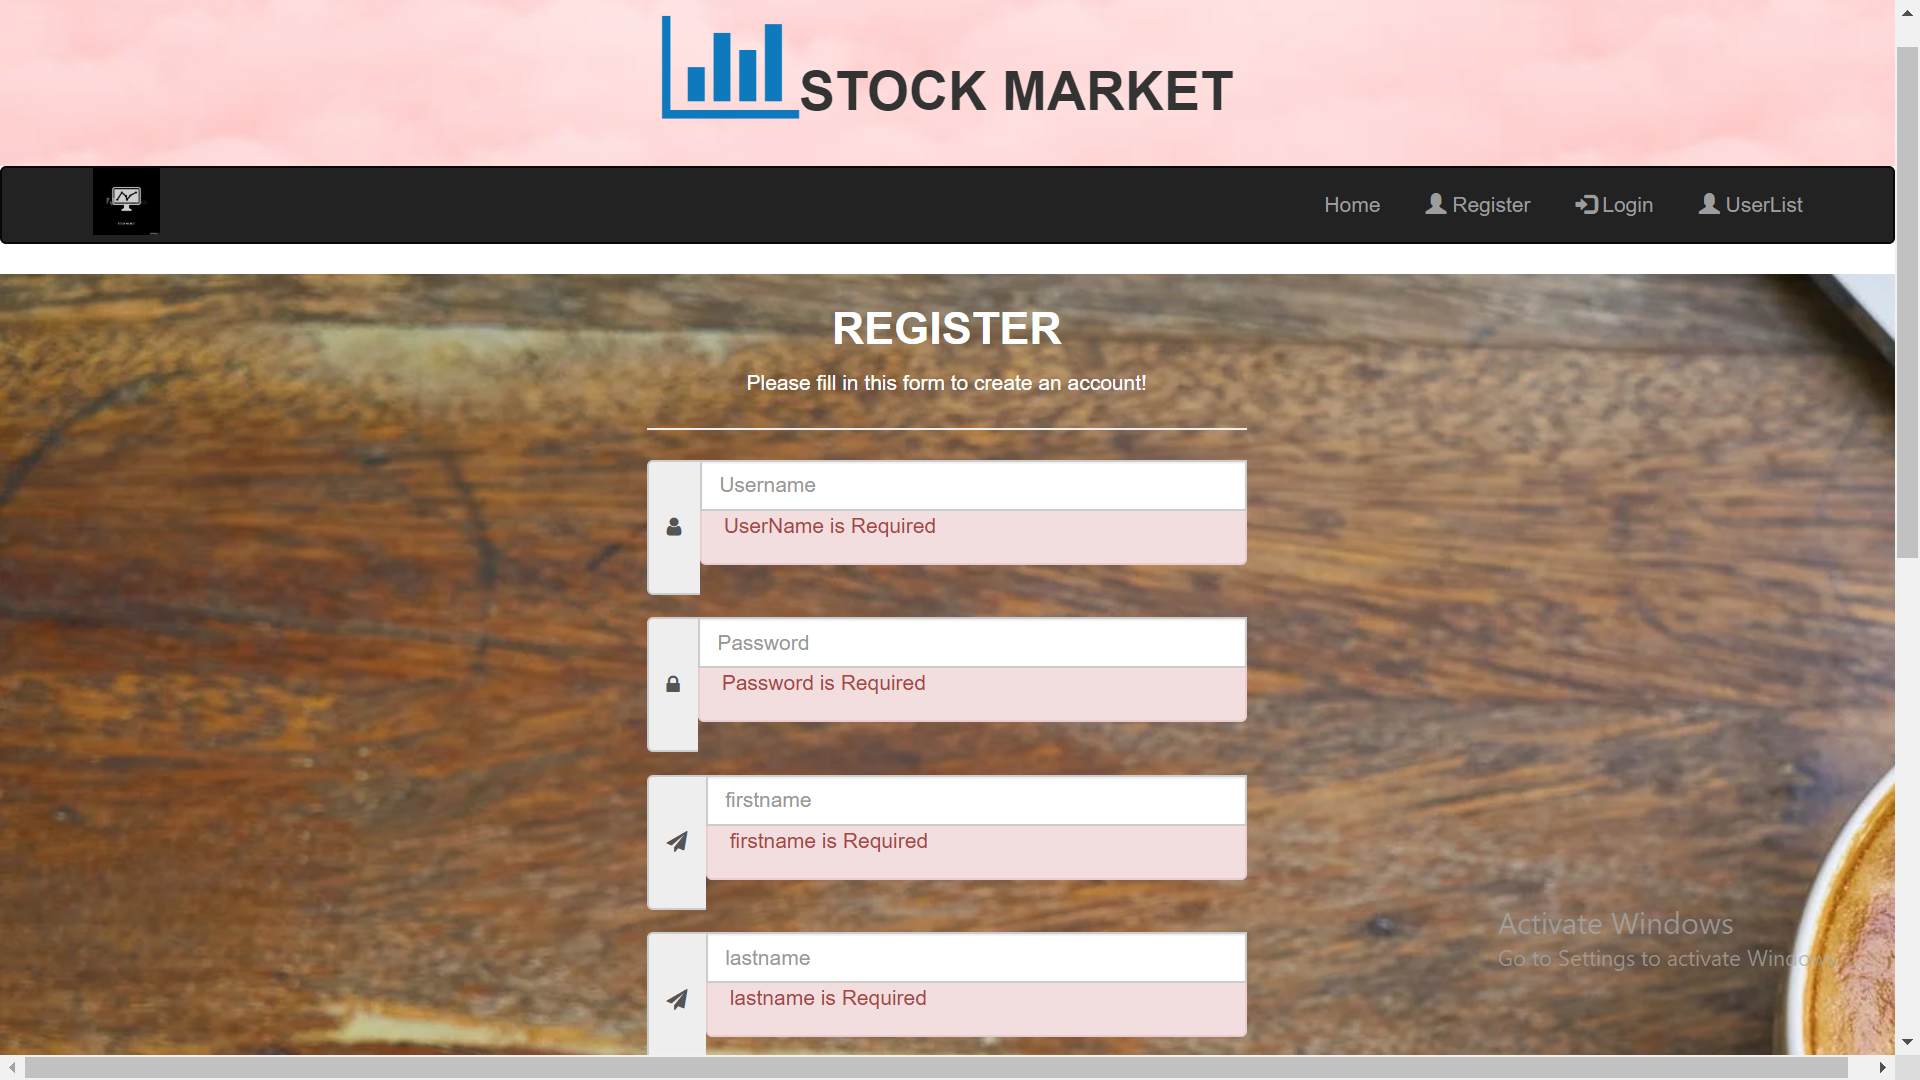 STOCK MARKET
Home Register Login UserList
REGISTER
Please fill in this form to create an account!
Username
UserName is Required
Password
Password is Required
firstname
firstname is Required
lastname
lastname is Required
Activate Windows
Go to Settings to activate Windows.